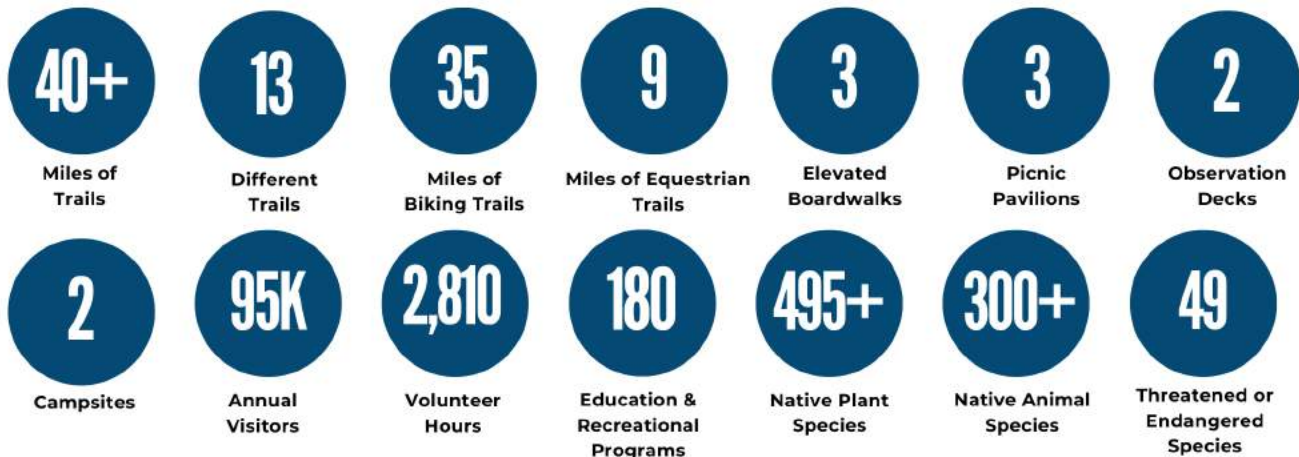 40+
Miles of
Trails
13
Different
Trails
35
Miles of
Biking Trails
9
Miles of Equestrian
Trails
3
Elevated
Boardwalks
3
Picnic
Pavilions
2
Observation
Decks
2
Campsites
95K
Annual
Visitors
2,810
Volunteer
Hours
180
Education &
Recreational
Programs
495+
Native Plant
Species
300+
Native Animal
Species
49
Threatened or
Endangered
Species